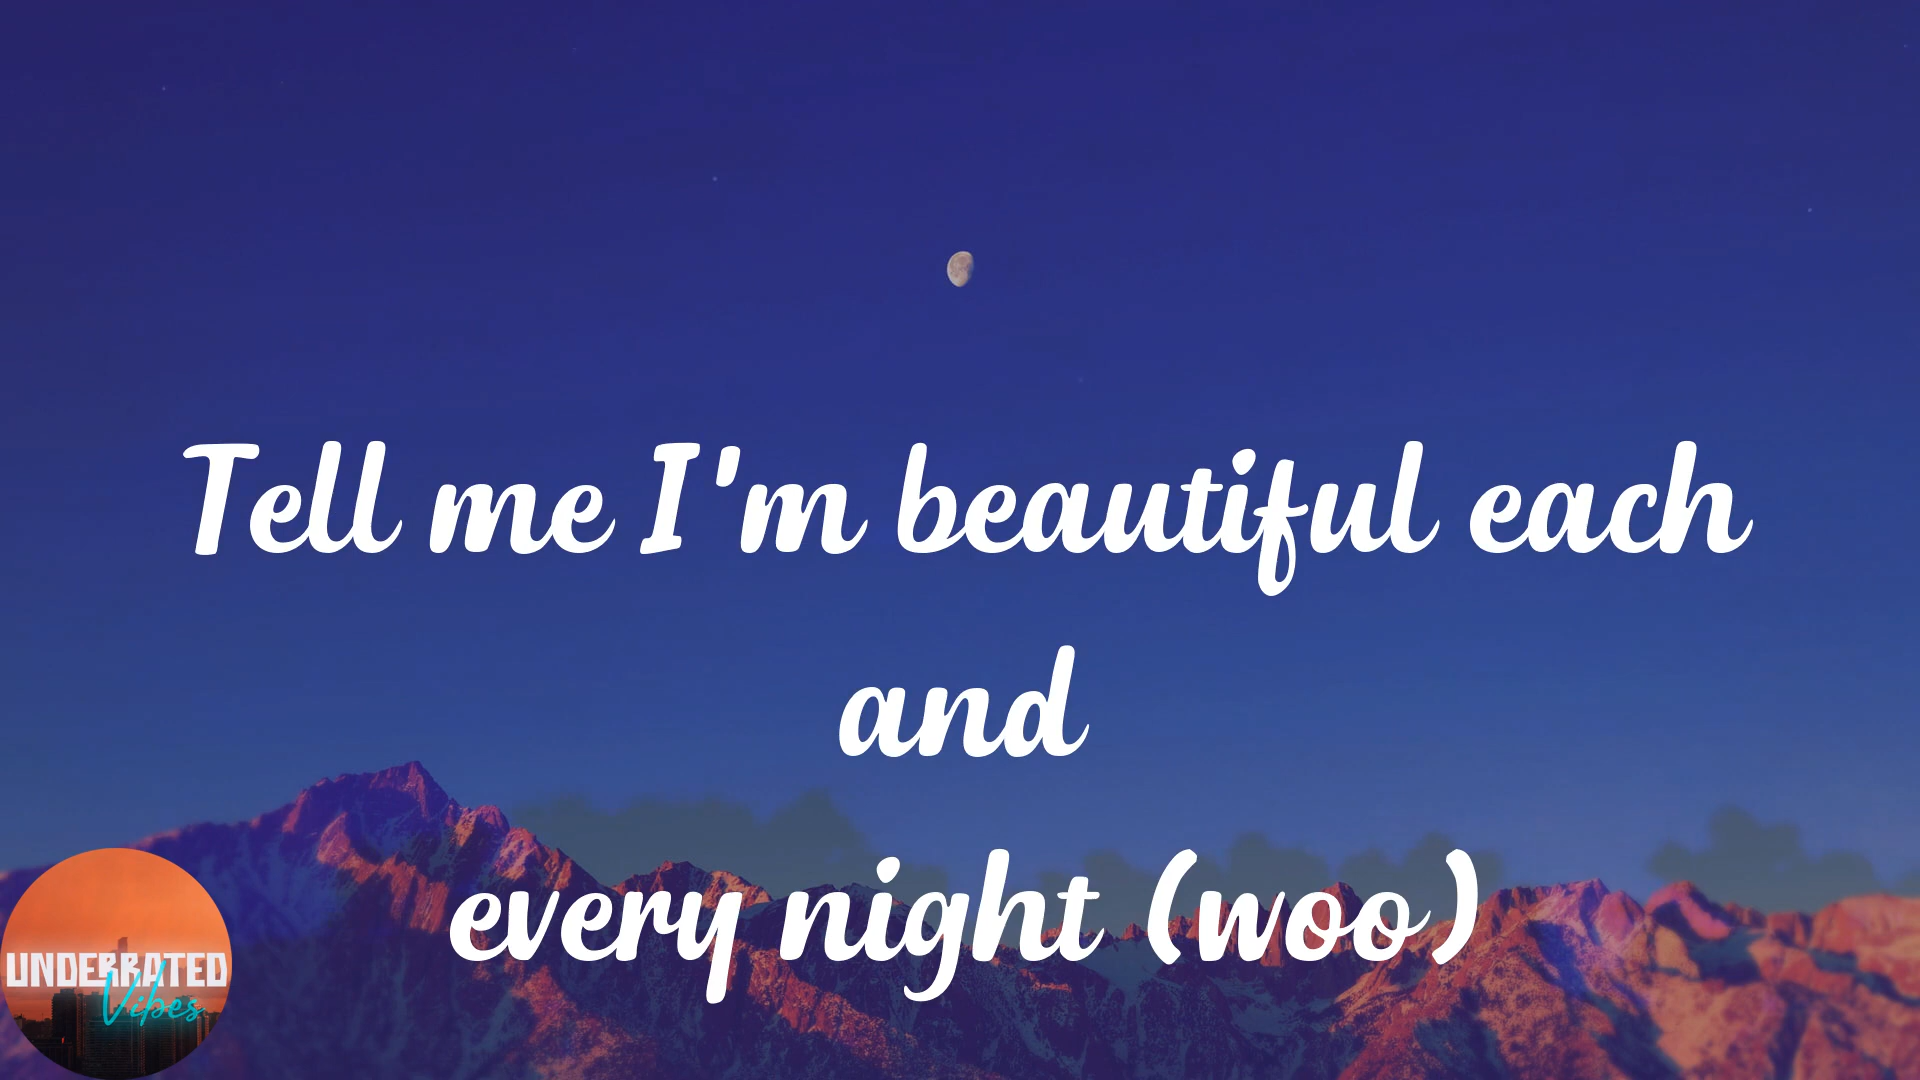 Tell me I'm beautiful each
and
every night (woo)
UNDERRATED
Vibes